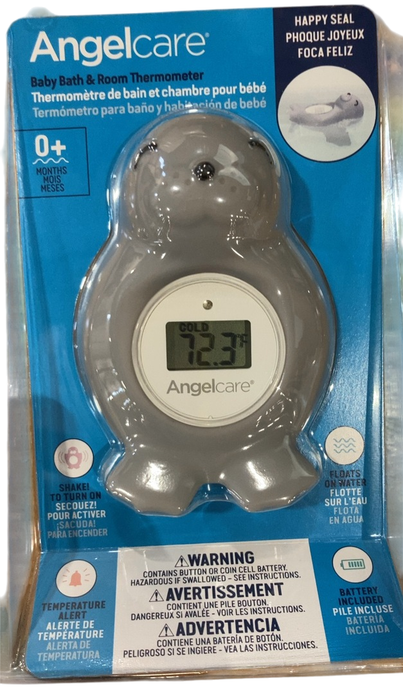 Angelcare®
HAPPY SEAL
PHOQUE JOYEUX
FOCA FELIZ
Baby Bath & Room Thermometer
Thermomètre de bain et chambre pour bébé
Termómetro para baño y habitación de bebé
0+
MONTHS
MOIS
MESES
COLD
72.3°F
Angelcare®
SHAKE!
TO TURN ON
SECOUEZ!
POUR ACTIVER
SACUDA!
PARA ENCENDER
FLOATS
ON WATER
FLOTTE
SUR L'EAU
FLOTA
EN AGUA
TEMPERATURE
ALERT
ALERTE DE
TEMPÉRATURE
ALERTA DE
TEMPERATURA
⚠WARNING
CONTAINS BUTTON OR COIN CELL BATTERY.
HAZARDOUS IF SWALLOWED – SEE INSTRUCTIONS.
⚠AVERTISSEMENT
CONTIENT UNE PILE BOUTON.
DANGEREUX SI AVALÉE - VOIR LES INSTRUCTIONS.
⚠ADVERTENCIA
CONTIENE UNA BATERÍA DE BOTÓN.
PELIGROSO SI SE INGIERE - VEA LAS INSTRUCCIONES.
BATTERY
INCLUDED
PILE INCLUSE
BATERÍA
INCLUIDA